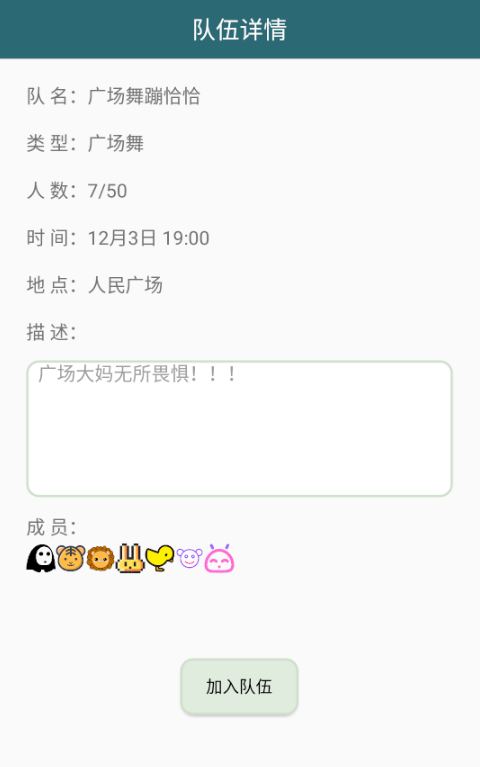 队伍详情
队 名：广场舞蹦恰恰
类 型：广场舞
人 数：7/50
时 间：12月3日 19:00
地 点：人民广场
描 述：
广场大妈无所畏惧！！！
成 员：
加入队伍